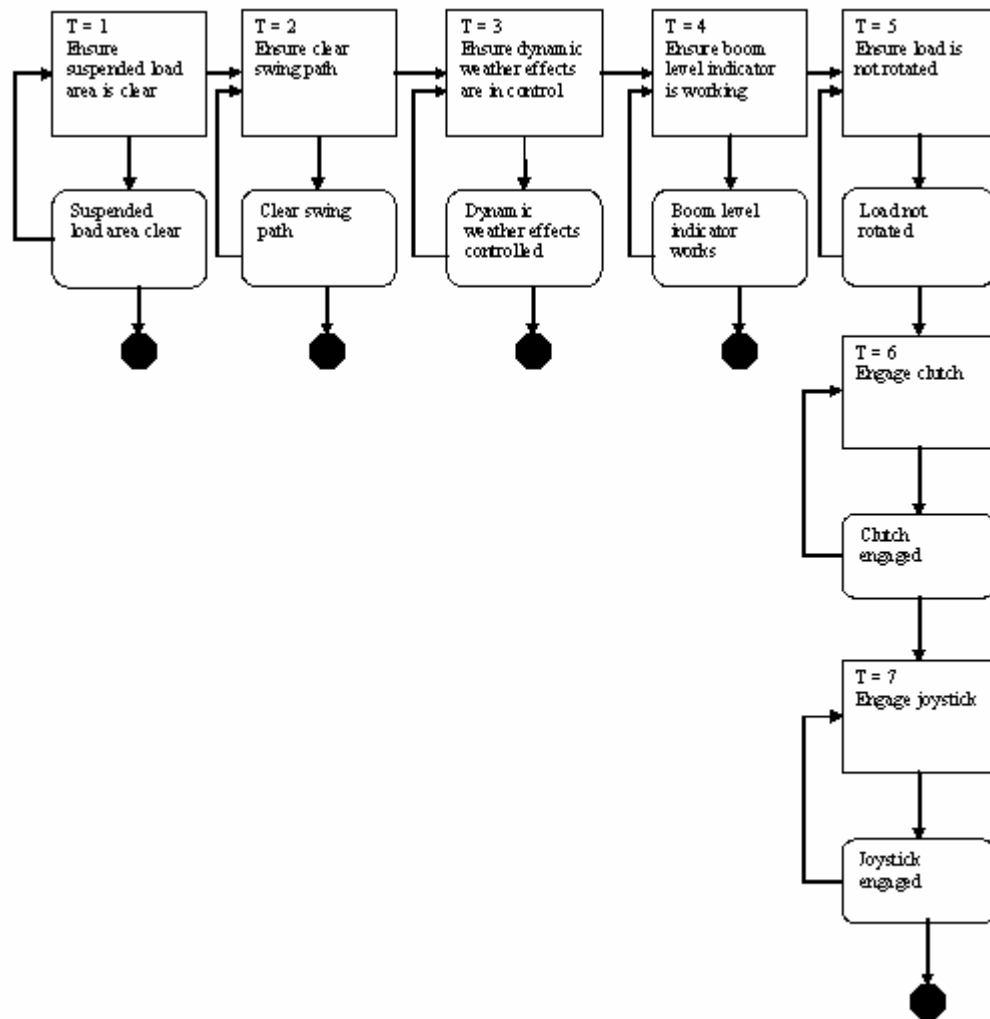 T = 1
Ensure
suspended load
area is clear
T = 2
Ensure clear
swing path
T = 3
Ensure dynamic
weather effects
are in control
T = 4
Ensure boom
level indicator
is working
T = 5
Ensure load is
not rotated
Suspended
load area clear
Clear swing
path
Dynamic
weather effects
controlled
Boom level
indicator
works
Load not
rotated
T = 6
Engage clutch
Clutch
engaged
T = 7
Engage joystick
Joystick
engaged